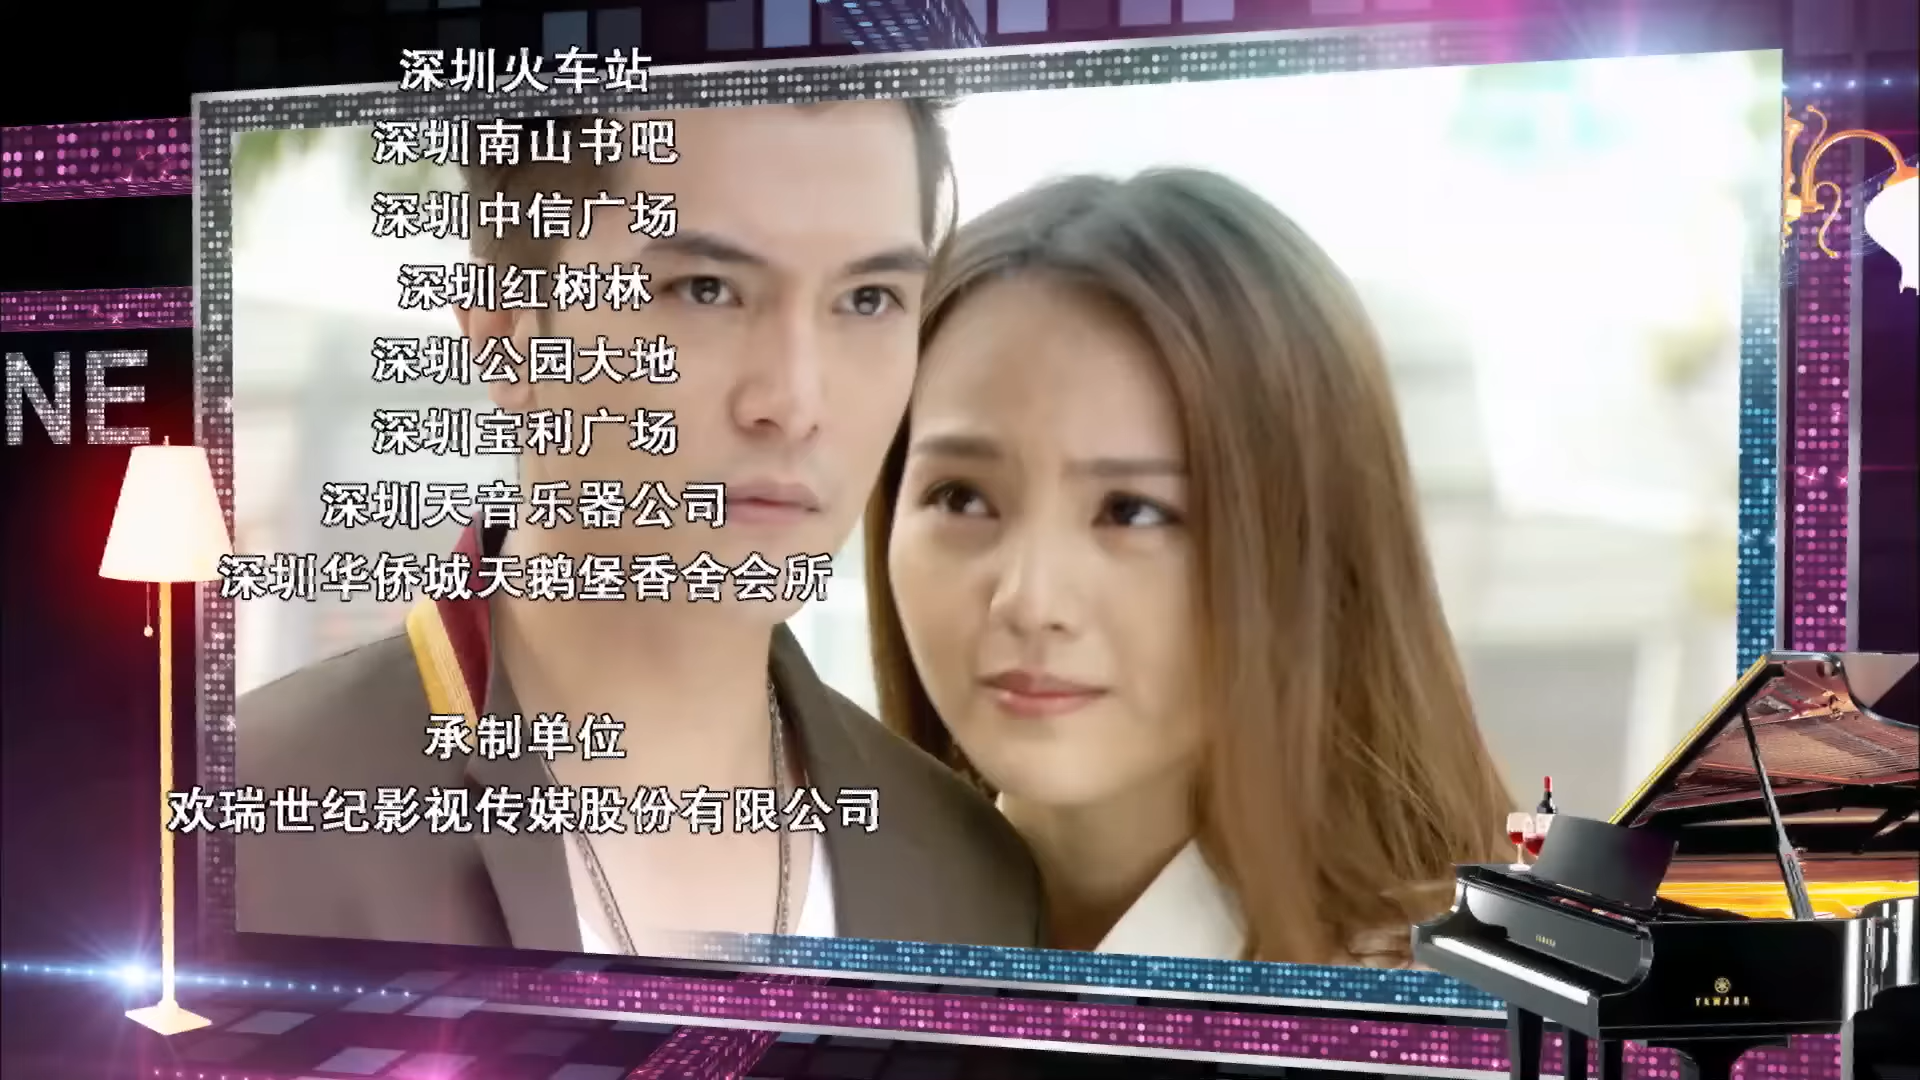 深圳火车站
深圳南山书吧
深圳中信广场
深圳红树林
深圳公园大地
深圳宝利广场
NE
深圳天音乐器公司
深圳华侨城天鹅堡香舍会所
承制单位
欢瑞世纪影视传媒股份有限公司
YAMAHA
YAMAHA